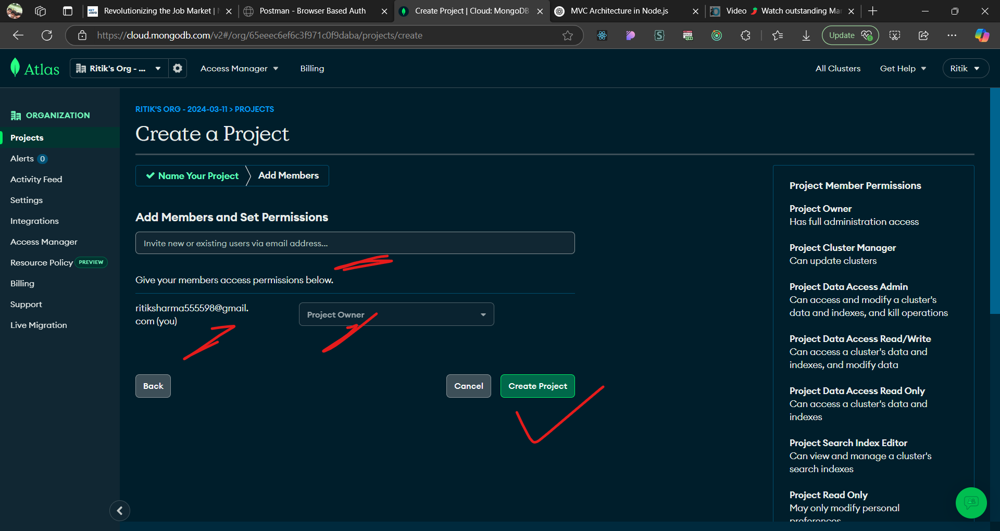 Revolutionizing the Job Market |
Postman - Browser Based Auth
Create Project | Cloud: MongoDB
MVC Architecture in Node.js
Video 🌶️ Watch outstanding Mar
https://cloud.mongodb.com/v2#/org/65eeec6ef6c3f971c0f9daba/projects/create
Update
Atlas
Ritik's Org - ...
Access Manager
Billing
All Clusters
Get Help
Ritik
ORGANIZATION
Projects
Alerts 0
Activity Feed
Settings
Integrations
Access Manager
Resource Policy PREVIEW
Billing
Support
Live Migration
RITIK'S ORG - 2024-03-11 > PROJECTS
Create a Project
Name Your Project
Add Members
Add Members and Set Permissions
Invite new or existing users via email address...
Give your members access permissions below.
ritiksharma555598@gmail.
com (you)
Project Owner
Back
Cancel
Create Project
Project Member Permissions
Project Owner
Has full administration access
Project Cluster Manager
Can update clusters
Project Data Access Admin
Can access and modify a cluster's
data and indexes, and kill operations
Project Data Access Read/Write
Can access a cluster's data and
indexes, and modify data
Project Data Access Read Only
Can access a cluster's data and
indexes
Project Search Index Editor
Can view and manage a cluster's
search indexes
Project Read Only
May only modify personal
preferences